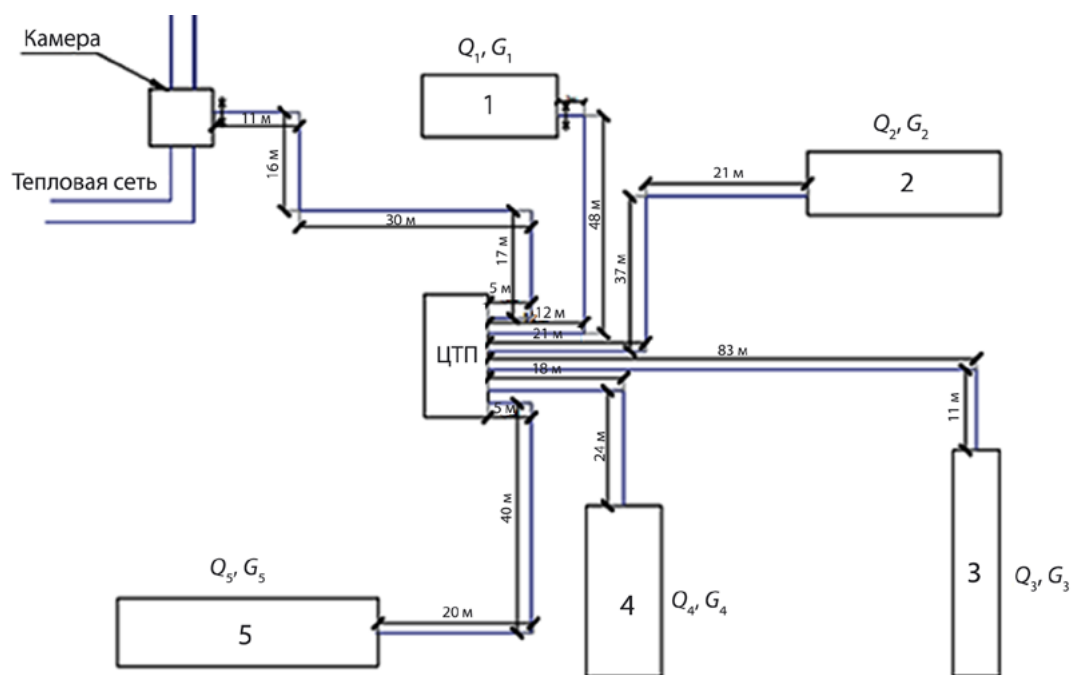 Камера
Q1, G1
1
11 м
16 м
Q2, G2
21 м
2
Тепловая сеть
30 м
48 м
17 м
37 м
5 м
12 м
21 м
ЦТП
83 м
18 м
5 м
11 м
24 м
40 м
Q5, G5
20 м
5
4
Q4, G4
3
Q3, G3